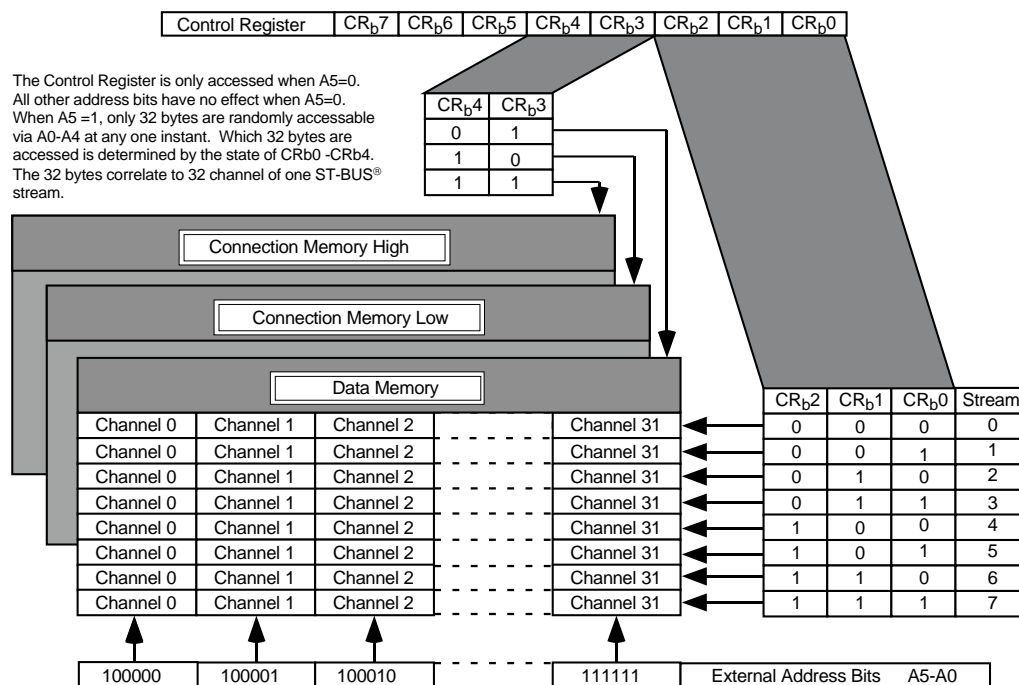 Control Register CRb7 CRb6 CRb5 CRb4 CRb3 CRb2 CRb1 CRb0
The Control Register is only accessed when A5=0.
All other address bits have no effect when A5=0.
When A5 =1, only 32 bytes are randomly accessable
via A0-A4 at any one instant. Which 32 bytes are
accessed is determined by the state of CRb0 -CRb4.
The 32 bytes correlate to 32 channel of one ST-BUS®
stream.
CRb4 CRb3
0 1
1 0
1 1
Connection Memory High
Connection Memory Low
Data Memory
CRb2 CRb1 CRb0 Stream
Channel 0 Channel 1 Channel 2 Channel 31 0 0 0 0
Channel 0 Channel 1 Channel 2 Channel 31 0 0 1 1
Channel 0 Channel 1 Channel 2 Channel 31 0 1 0 2
Channel 0 Channel 1 Channel 2 Channel 31 0 1 1 3
Channel 0 Channel 1 Channel 2 Channel 31 1 0 0 4
Channel 0 Channel 1 Channel 2 Channel 31 1 0 1 5
Channel 0 Channel 1 Channel 2 Channel 31 1 1 0 6
Channel 0 Channel 1 Channel 2 Channel 31 1 1 1 7
100000 100001 100010 111111 External Address Bits A5-A0